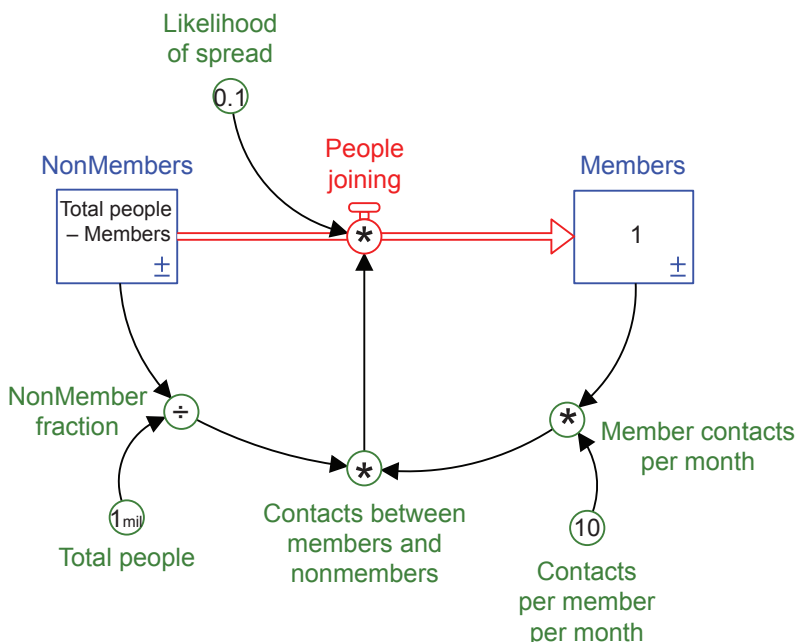 Likelihood
of spread
0.1
NonMembers
People
joining
Members
Total people
– Members
±
*
1
±
NonMember
fraction
÷
*
Member contacts
per month
*
1mil
Total people
Contacts between
members and
nonmembers
10
Contacts
per member
per month